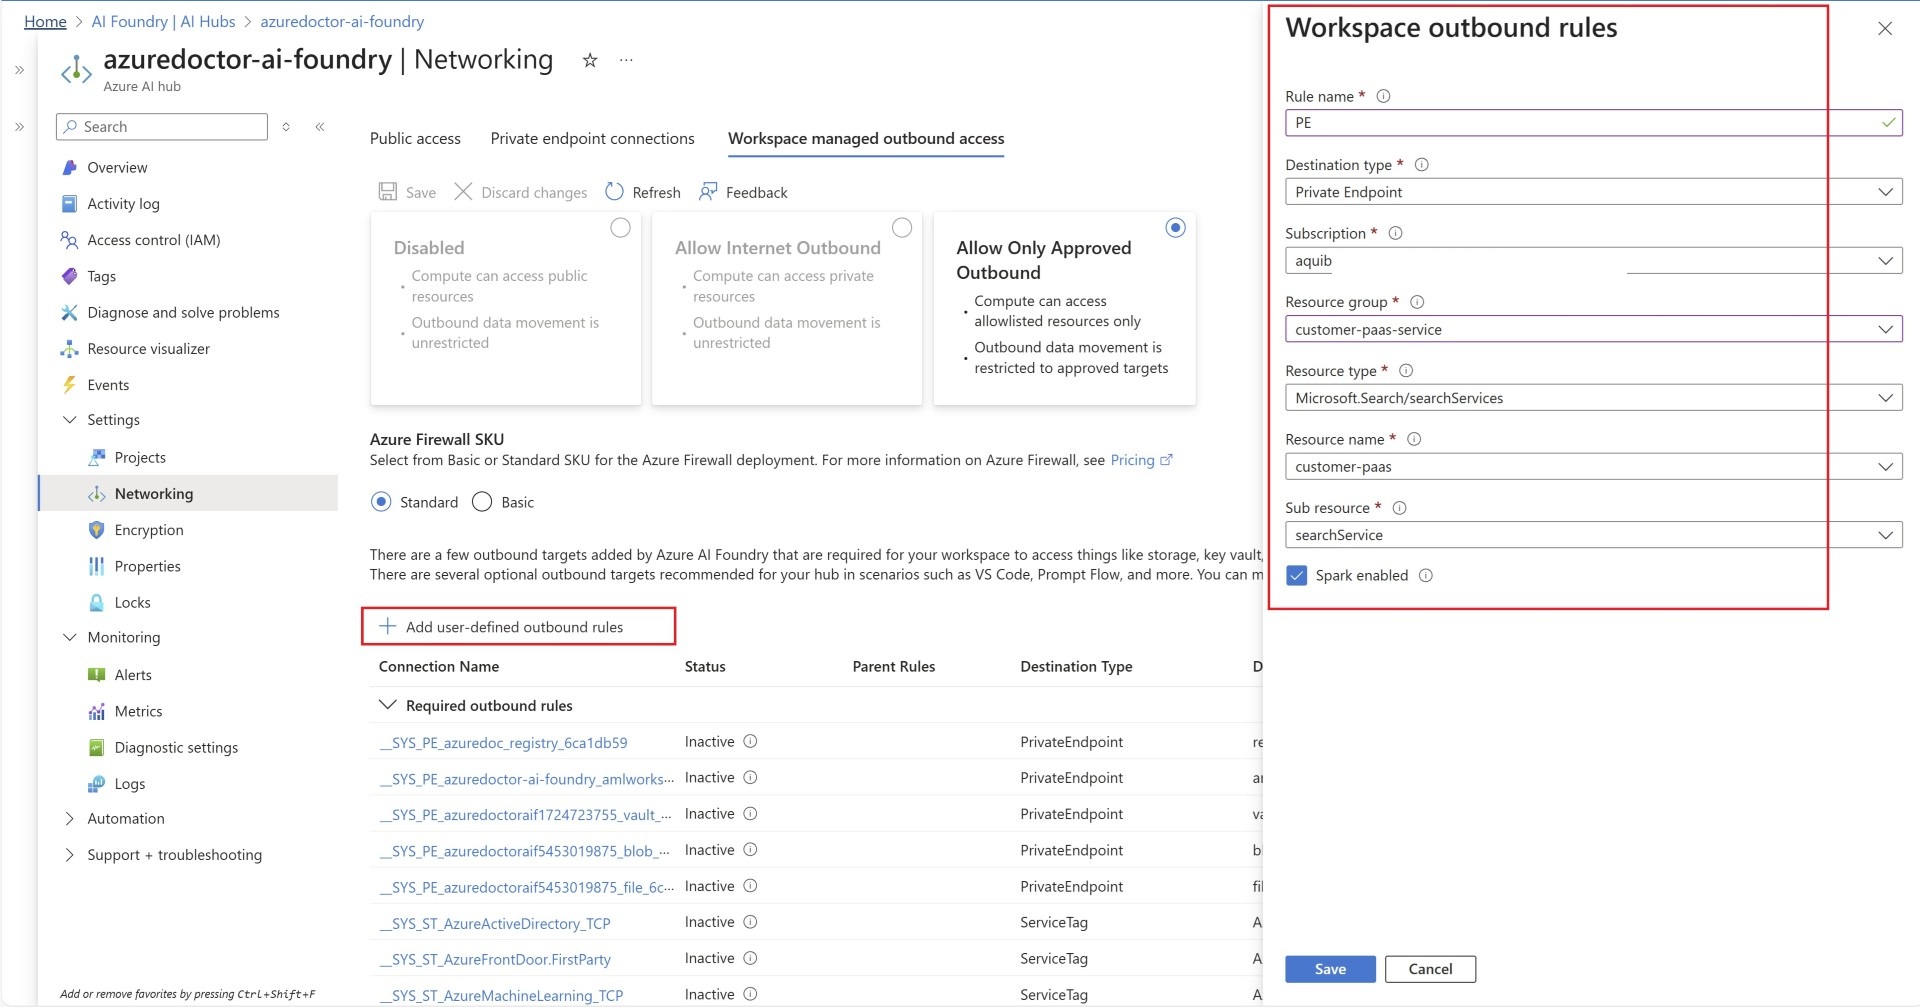 Home > AI Foundry | AI Hubs > azuredoctor-ai-foundry
azuredoctor-ai-foundry | Networking
Azure AI hub
Search
Overview
Activity log
Access control (IAM)
Tags
Diagnose and solve problems
Resource visualizer
Events
Settings
Projects
Networking
Encryption
Properties
Locks
Monitoring
Alerts
Metrics
Diagnostic settings
Logs
Automation
Support + troubleshooting
Add or remove favorites by pressing Ctrl+Shift+F
Public access Private endpoint connections Workspace managed outbound access
Save Discard changes Refresh Feedback
Disabled
Compute can access public
resources
Outbound data movement is
unrestricted
Allow Internet Outbound
Compute can access private
resources
Outbound data movement is
unrestricted
Allow Only Approved
Outbound
Compute can access
allowlisted resources only
Outbound data movement is
restricted to approved targets
Azure Firewall SKU
Select from Basic or Standard SKU for the Azure Firewall deployment. For more information on Azure Firewall, see Pricing
Standard Basic
There are a few outbound targets added by Azure AI Foundry that are required for your workspace to access things like storage, key vault,
There are several optional outbound targets recommended for your hub in scenarios such as VS Code, Prompt Flow, and more. You can m
Add user-defined outbound rules
Connection Name Status Parent Rules Destination Type D
Required outbound rules
__SYS_PE_azuredoc_registry_6ca1db59 Inactive PrivateEndpoint re
__SYS_PE_azuredoctor-ai-foundry_amlworks... Inactive PrivateEndpoint
__SYS_PE_azuredoctoraif1724723755_vault_... Inactive PrivateEndpoint va
__SYS_PE_azuredoctoraif5453019875_blob_... Inactive PrivateEndpoint
__SYS_PE_azuredoctoraif5453019875_file_6c... Inactive PrivateEndpoint fil
__SYS_ST_AzureActiveDirectory_TCP Inactive ServiceTag A
__SYS_ST_AzureFrontDoor.FirstParty Inactive ServiceTag A
__SYS_ST_AzureMachineLearning_TCP Inactive ServiceTag A
Workspace outbound rules
Rule name *
PE
Destination type *
Private Endpoint
Subscription *
aquib
Resource group *
customer-paas-service
Resource type *
Microsoft.Search/searchServices
Resource name *
customer-paas
Sub resource *
searchService
Spark enabled
Save Cancel